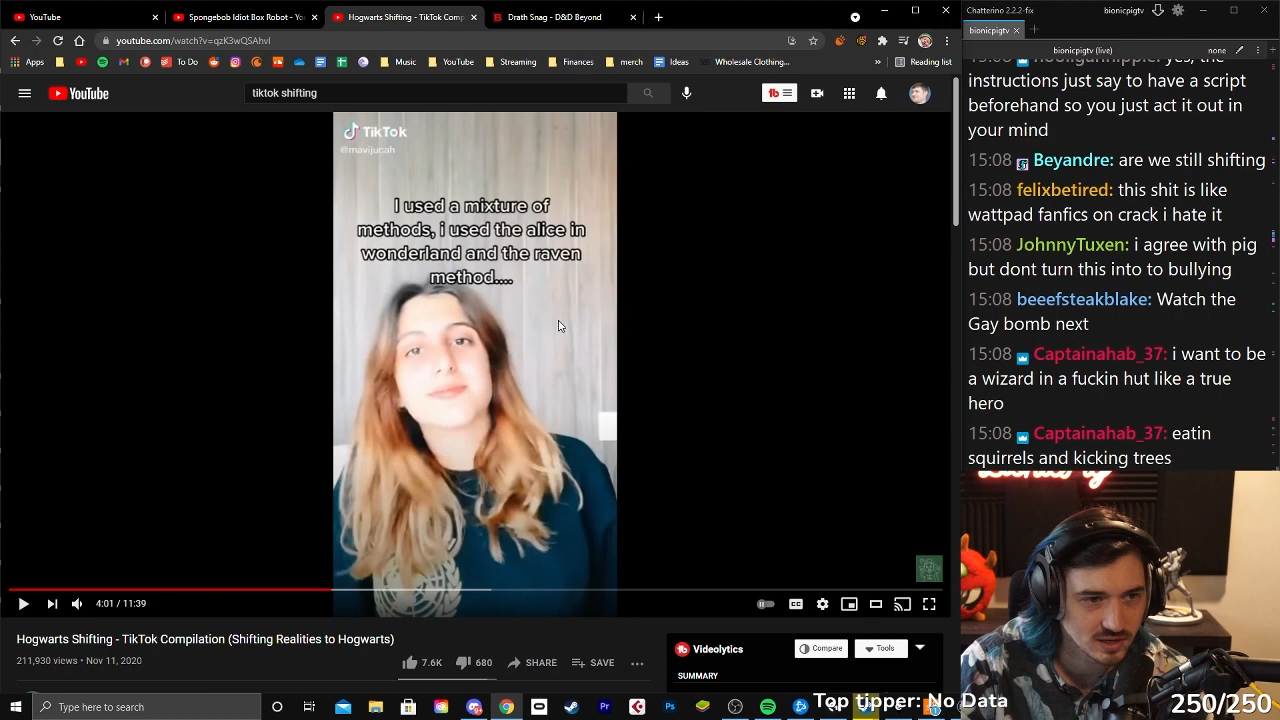 YouTube
Spongebob Idiot Box Robot - Yo
Hogwarts Shifting - TikTok Comp
Drath Snag - D&D Beyond
youtube.com/watch?v=qzK3wQSAhvI
Apps
To Do
Music
YouTube
Streaming
Finances
merch
Ideas
Wholesale Clothing...
Reading list
YouTube
tiktok shifting
TikTok
@mavijucah
I used a mixture of
methods, i used the alice in
wonderland and the raven
method....
4:01 / 11:39
Hogwarts Shifting - TikTok Compilation (Shifting Realities to Hogwarts)
211,930 views • Nov 11, 2020
7.6K
680
SHARE
SAVE
Videolytics
Compare
Tools
SUMMARY
Type here to search
Chatterino 2.2.2-fix
bionicpigtv
bionicpigtv
bionicpigtv (live)
none
instructions just say to have a script
beforehand so you just act it out in
your mind
15:08 Beyandre: are we still shifting
15:08 felixbetired: this shit is like
wattpad fanfics on crack i hate it
15:08 JohnnyTuxen: i agree with pig
but dont turn this into to bullying
15:08 beeefsteakblake: Watch the
Gay bomb next
15:08 Captainahab_37: i want to be
a wizard in a fuckin hut like a true
hero
15:08 Captainahab_37: eatin
squirrels and kicking trees
Top tipper: No Data
250/250